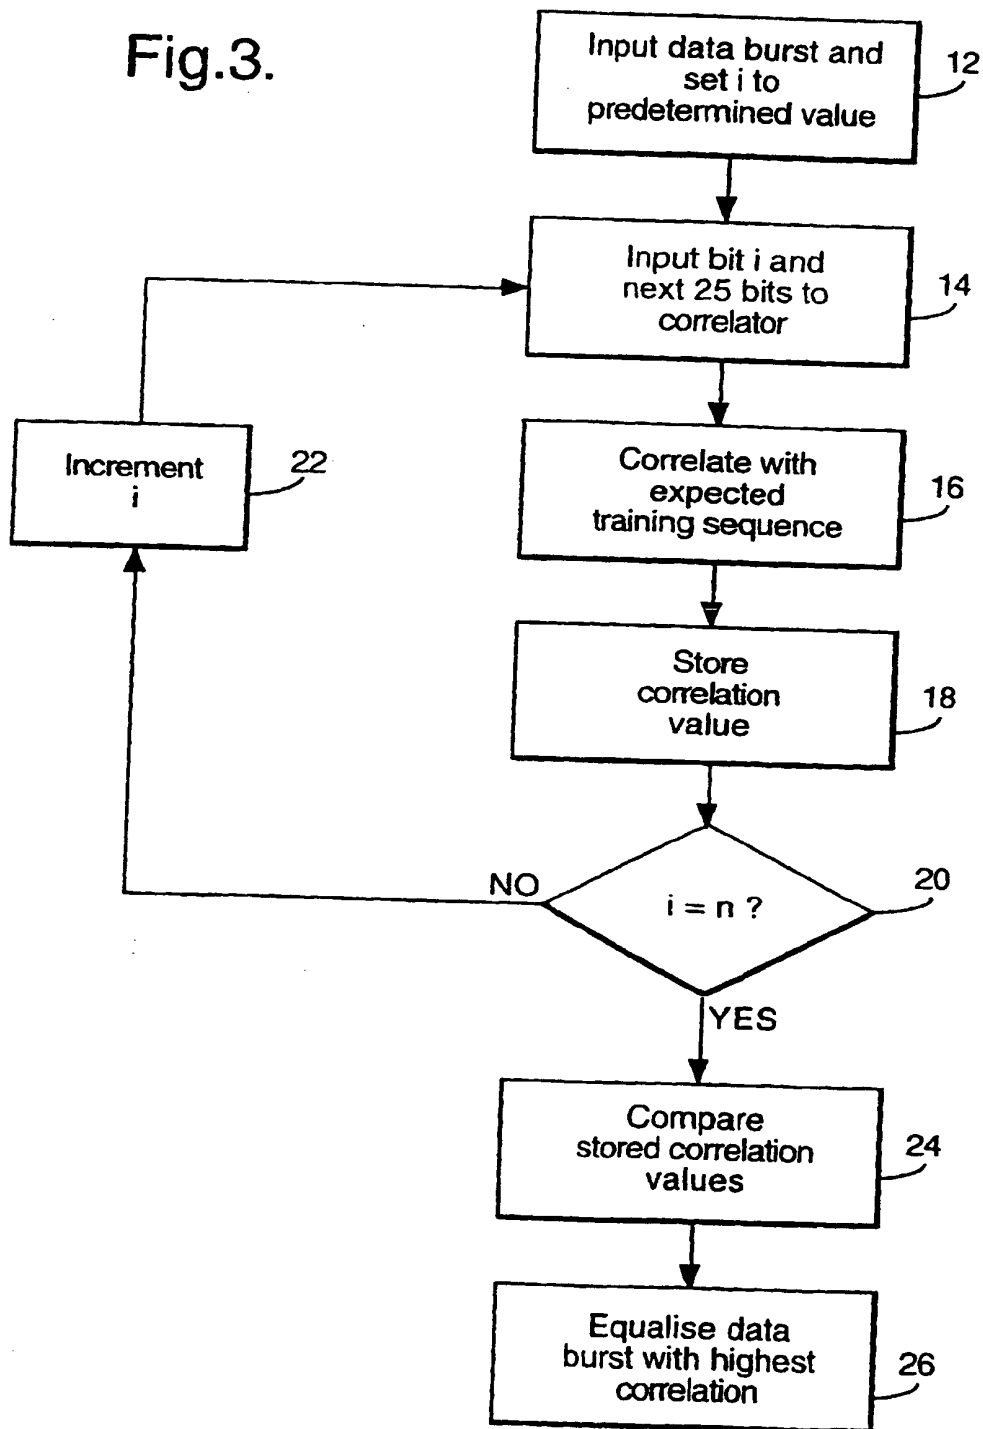 Fig.3.
Input data burst and
set i to
predetermined value
12
Input bit i and
next 25 bits to
correlator
14
Correlate with
expected
training sequence
16
Increment
i
22
Store
correlation
value
18
NO
i = n ?
20
YES
Compare
stored correlation
values
24
Equalise data
burst with highest
correlation
26